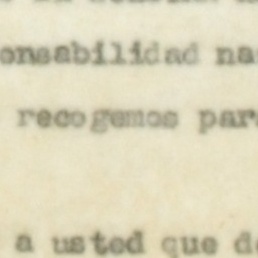 onsabilidad na
recogemos par
a usted que d